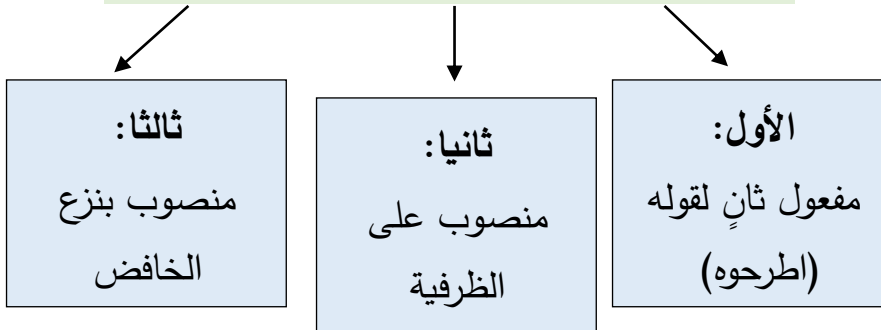 الأول:
مفعول ثانٍ لقوله
(اطرحوه)
ثانيا:
منصوب على
الظرفية
ثالثا:
منصوب بنزع
الخافض